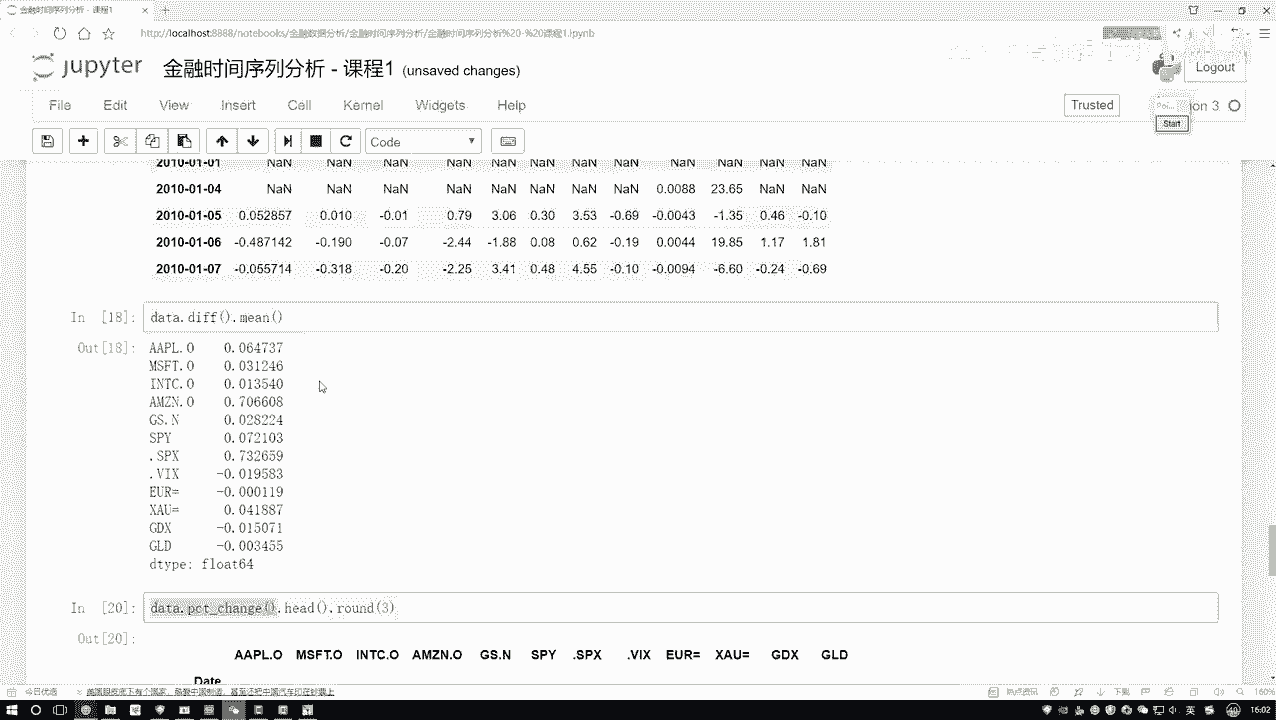 金融时间序列分析 - 课程1
http://localhost:8888/notebooks/金融数据分析/金融时间序列分析/金融时间序列分析%20-%20课程1.ipynb
jupyter 金融时间序列分析 - 课程1 (unsaved changes)
Logout
File Edit View Insert Cell Kernel Widgets Help
Trusted
on 3
Start
Code
2010-01-01 NaN NaN NaN NaN NaN NaN NaN NaN NaN NaN NaN NaN
2010-01-04 NaN NaN NaN NaN NaN NaN NaN NaN 0.0088 23.65 NaN NaN
2010-01-05 0.052857 0.010 -0.01 0.79 3.06 0.30 3.53 -0.69 -0.0043 -1.35 0.46 -0.10
2010-01-06 -0.487142 -0.190 -0.07 -2.44 -1.88 0.08 0.62 -0.19 0.0044 19.85 1.17 1.81
2010-01-07 -0.055714 -0.318 -0.20 -2.25 3.41 0.48 4.55 -0.10 -0.0094 -6.60 -0.24 -0.69
In [18]: data.diff().mean()
Out[18]: AAPL.O 0.064737
MSFT.O 0.031246
INTC.O 0.013540
AMZN.O 0.706608
GS.N 0.028224
SPY 0.072103
.SPX 0.732659
.VIX -0.019583
EUR= -0.000119
XAU= 0.041887
GDX -0.015071
GLD -0.003455
dtype: float64
In [20]: data.pct_change().head().round(3)
Out[20]:
AAPL.O MSFT.O INTC.O AMZN.O GS.N SPY .SPX .VIX EUR= XAU= GDX GLD
Date
今日优选
热点资讯
下载
160%
英
16:02